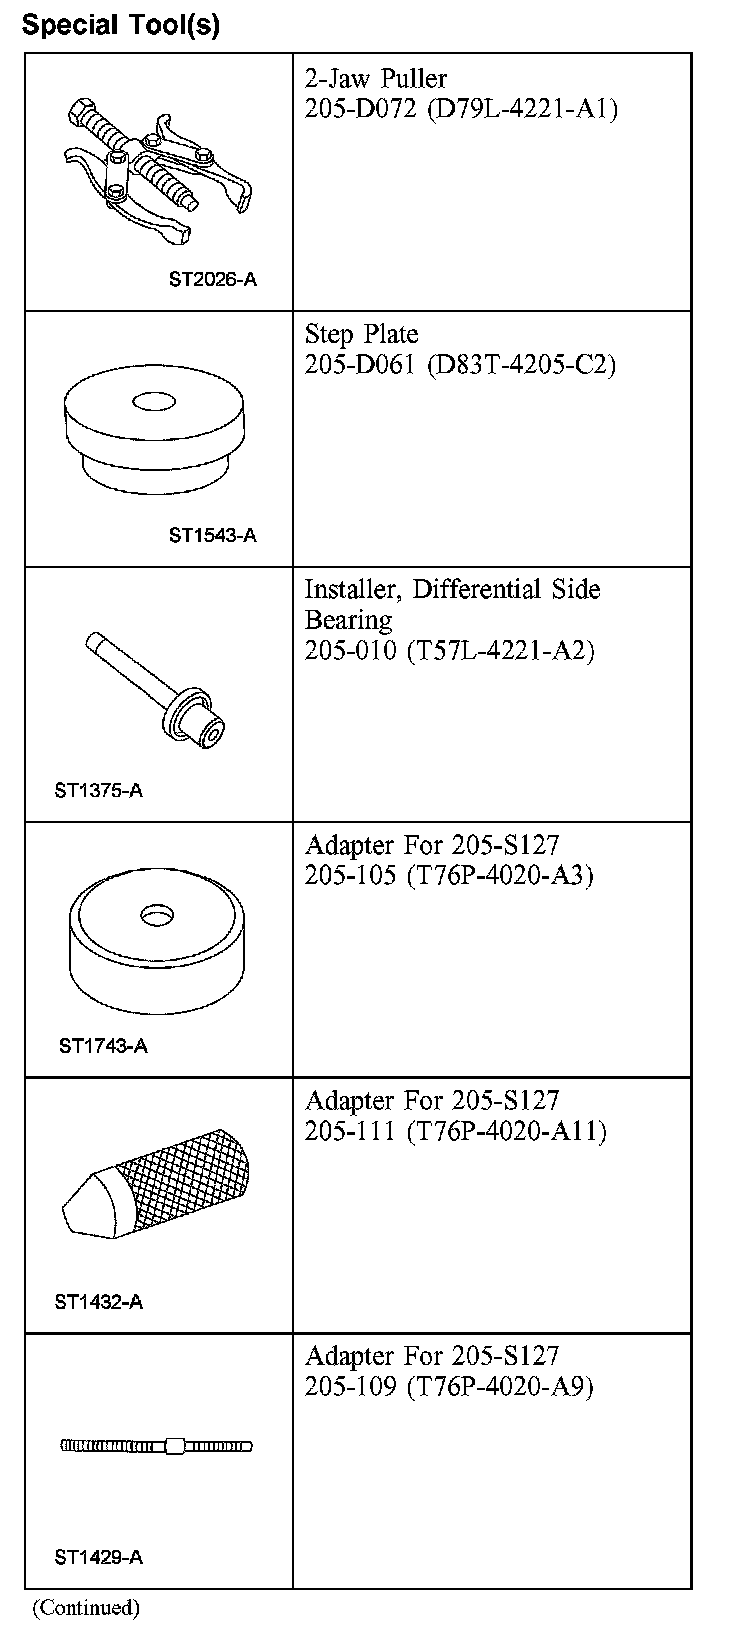 Special Tool(s)
2-Jaw Puller
205-D072 (D79L-4221-A1)
ST2026-A
Step Plate
205-D061 (D83T-4205-C2)
ST1543-A
Installer, Differential Side
Bearing
205-010 (T57L-4221-A2)
ST1375-A
Adapter For 205-S127
205-105 (T76P-4020-A3)
ST1743-A
Adapter For 205-S127
205-111 (T76P-4020-A11)
ST1432-A
Adapter For 205-S127
205-109 (T76P-4020-A9)
ST1429-A
(Continued)